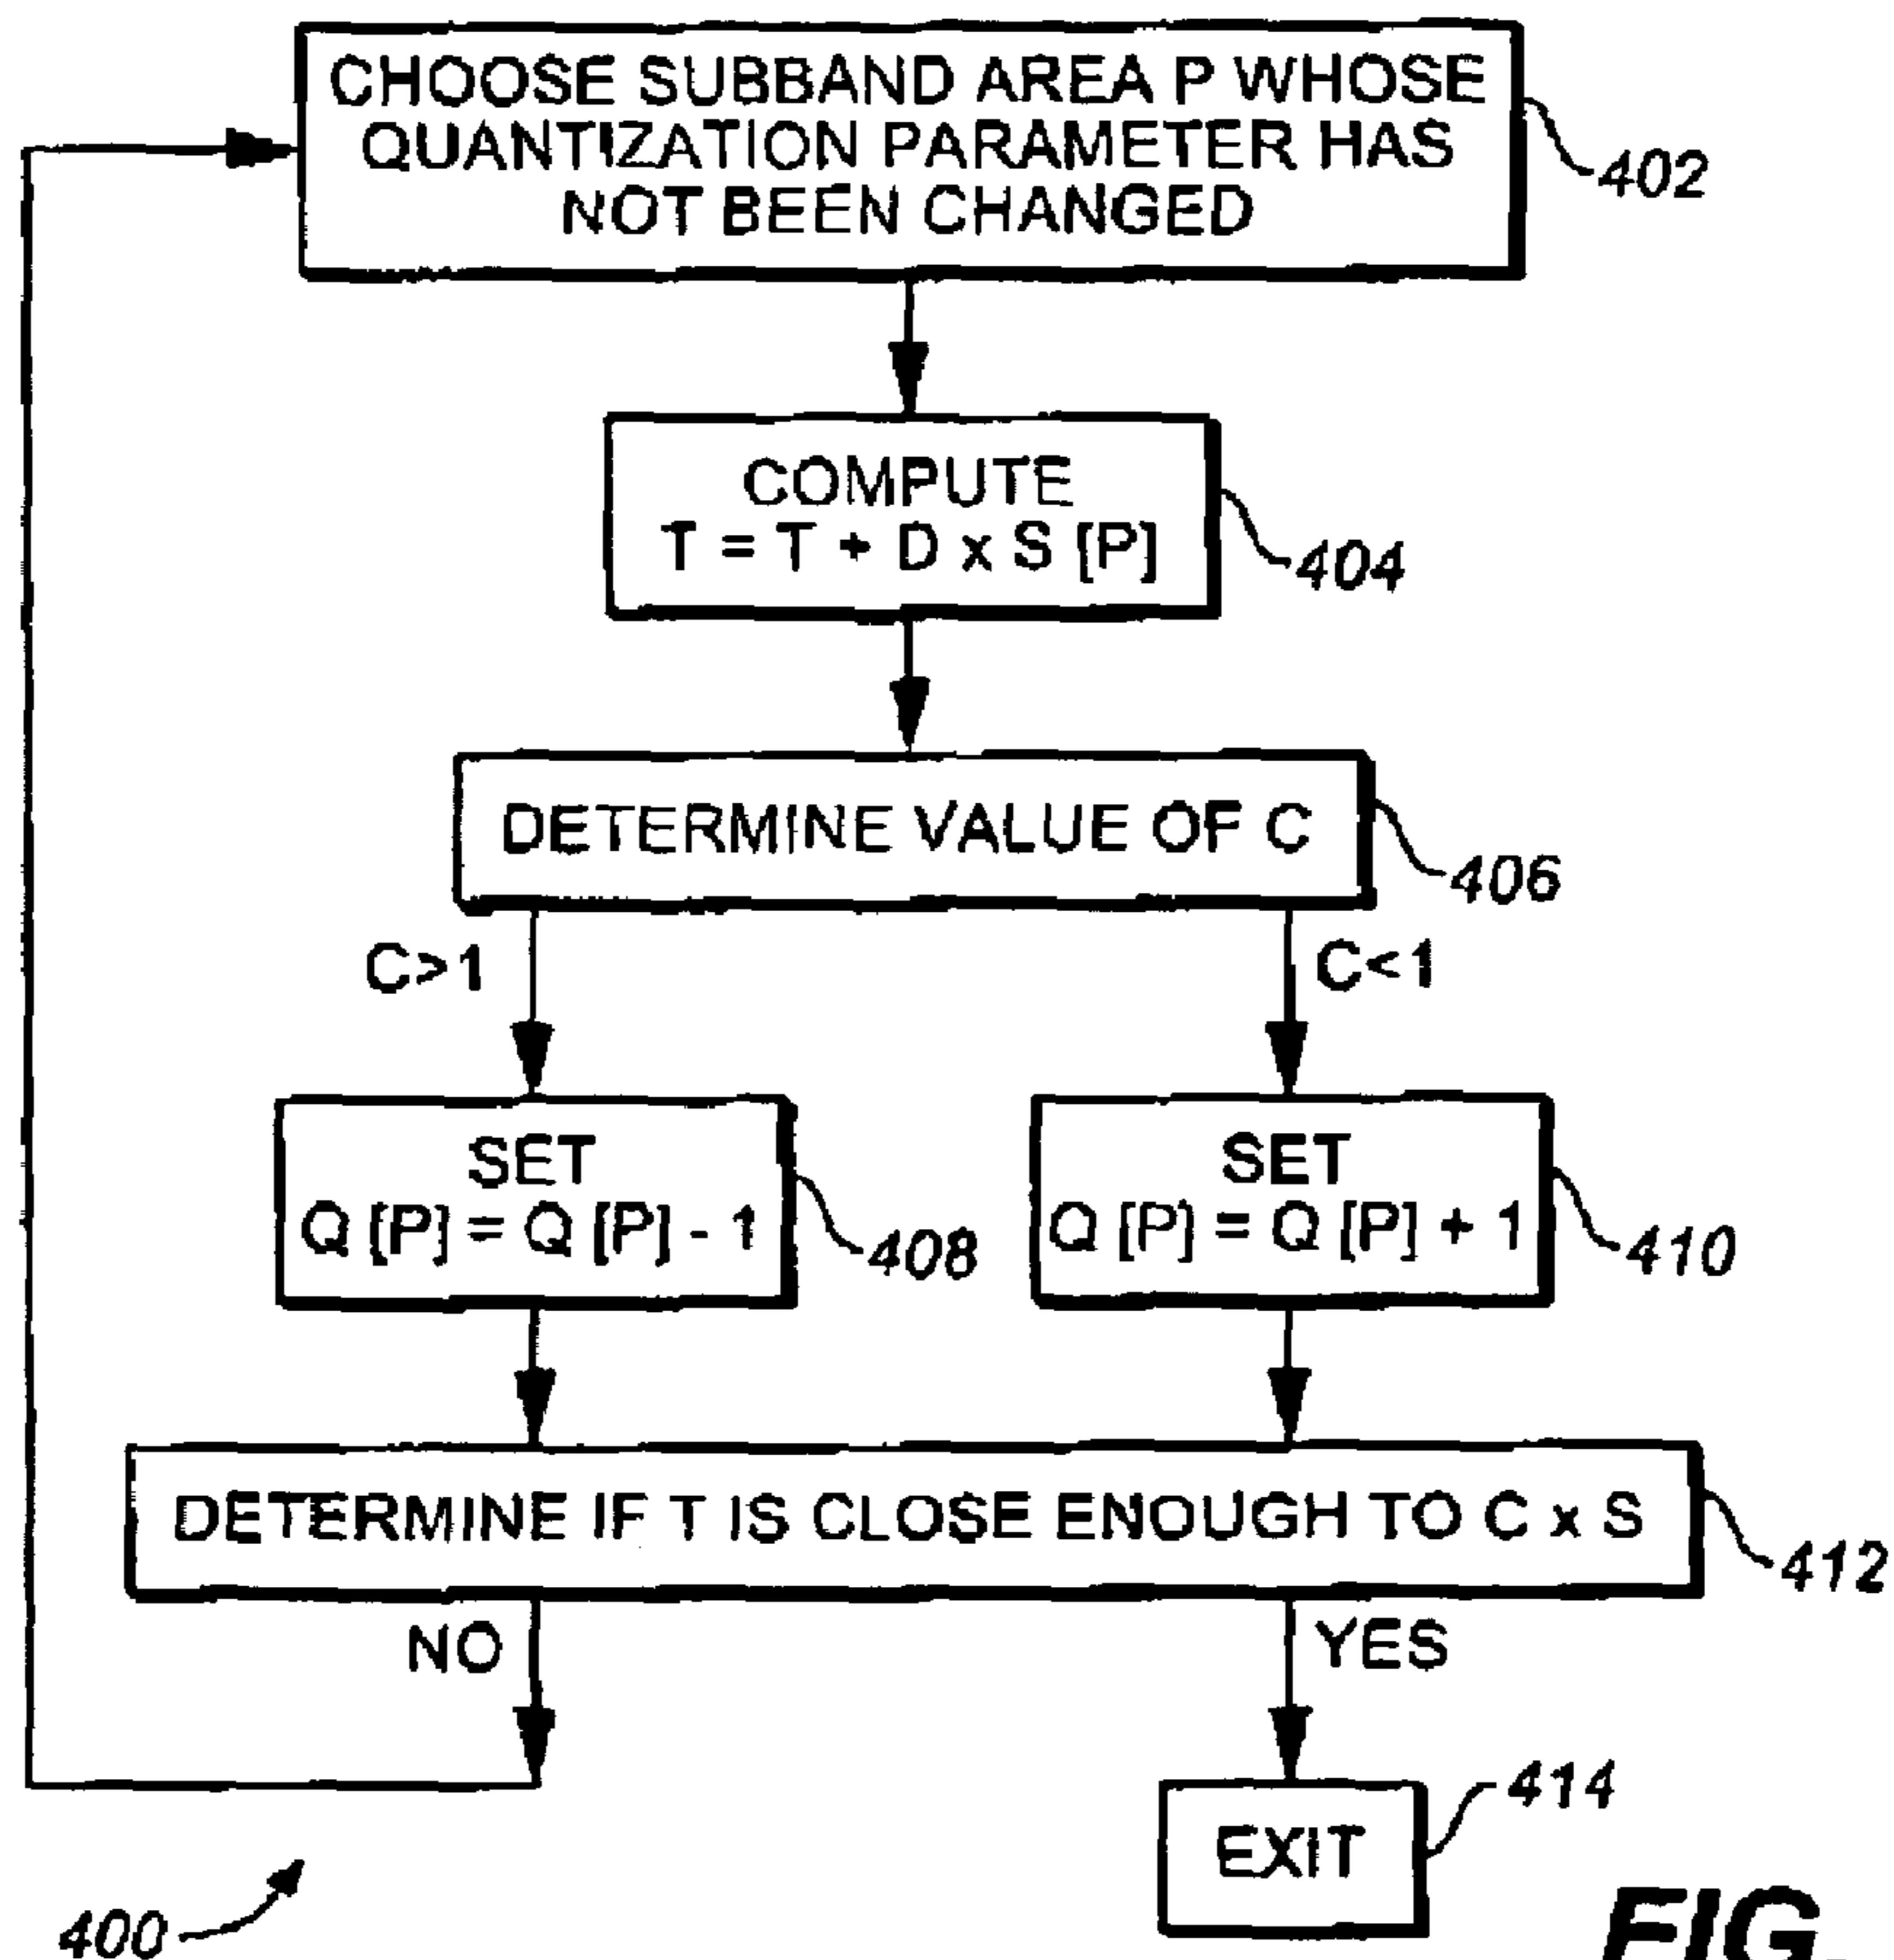 CHOOSE SUBBAND AREA P WHOSE
QUANTIZATION PARAMETER HAS
NOT BEEN CHANGED
402
COMPUTE
T = T + D x S [P]
404
DETERMINE VALUE OF C
406
C>1
C<1
SET
Q [P] = Q [P] - 1
408
SET
Q [P] = Q [P] + 1
410
DETERMINE IF T IS CLOSE ENOUGH TO C x S
412
NO
YES
EXIT
414
400
FIG.